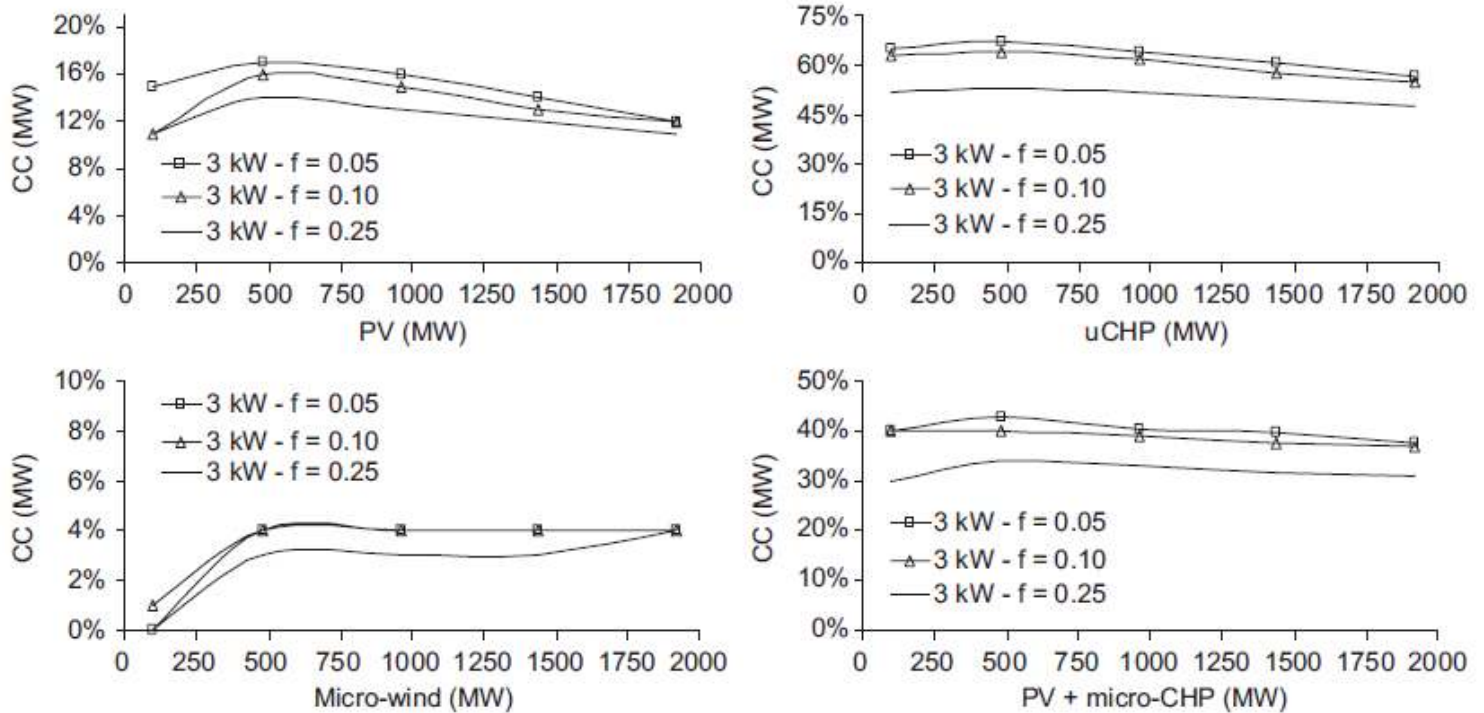 20%
16%
12%
8%
4%
0%
CC (MW)
3 kW - f = 0.05
3 kW - f = 0.10
3 kW - f = 0.25
0 250 500 750 1000 1250 1500 1750 2000
PV (MW)
75%
60%
45%
30%
15%
0%
CC (MW)
3 kW - f = 0.05
3 kW - f = 0.10
3 kW - f = 0.25
0 250 500 750 1000 1250 1500 1750 2000
uCHP (MW)
10%
8%
6%
4%
2%
0%
CC (MW)
3 kW - f = 0.05
3 kW - f = 0.10
3 kW - f = 0.25
0 250 500 750 1000 1250 1500 1750 2000
Micro-wind (MW)
50%
40%
30%
20%
10%
0%
CC (MW)
3 kW - f = 0.05
3 kW - f = 0.10
3 kW - f = 0.25
0 250 500 750 1000 1250 1500 1750 2000
PV + micro-CHP (MW)